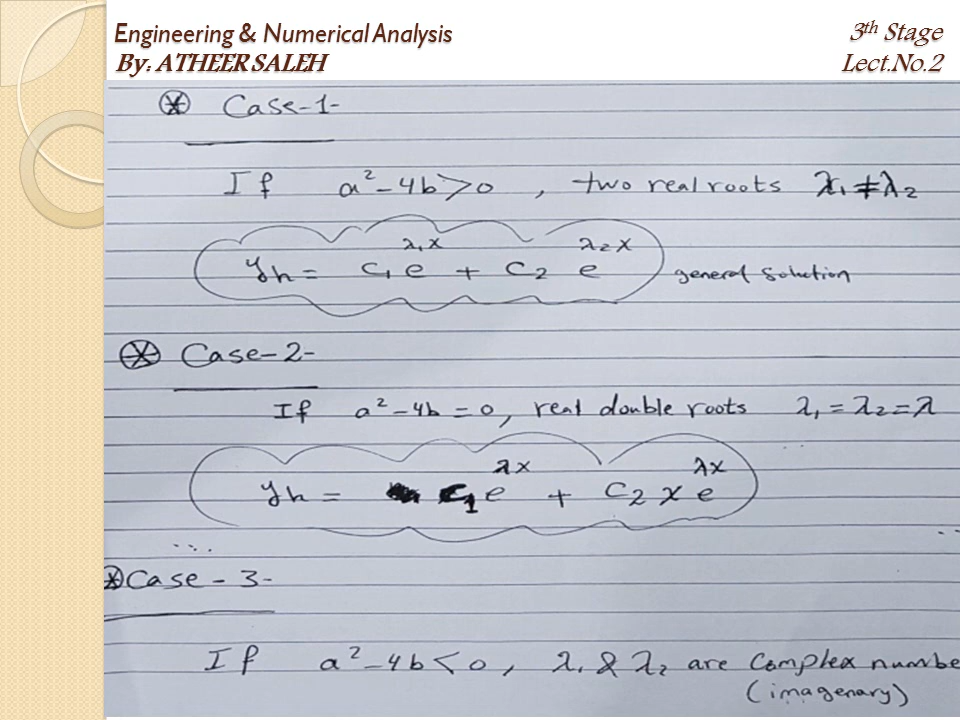 Engineering & Numerical Analysis
3th Stage
By: ATHEER SALEH
Lect.No.2
Case-1-
If a² - 4b > 0 , two real roots λ₁ ≠ λ₂
yh = c₁ e^λ₁x + c₂ e^λ₂x general solution
Case-2-
If a² - 4b = 0, real double roots λ₁ = λ₂ = λ
yh = c₁ e^λx + c₂ x e^λx
Case - 3-
If a² - 4b < 0 , λ₁ & λ₂ are complex numbe
(imagenary)